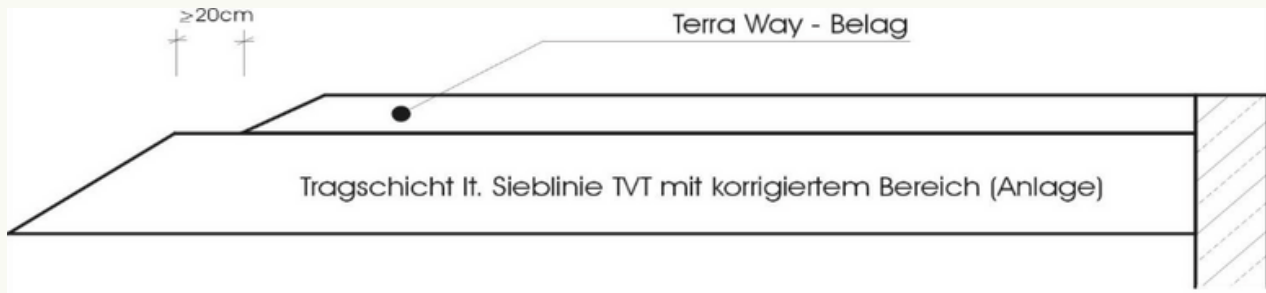 ≥20cm
Terra Way - Belag
Tragschicht lt. Sieblinie TVT mit korrigiertem Bereich (Anlage)